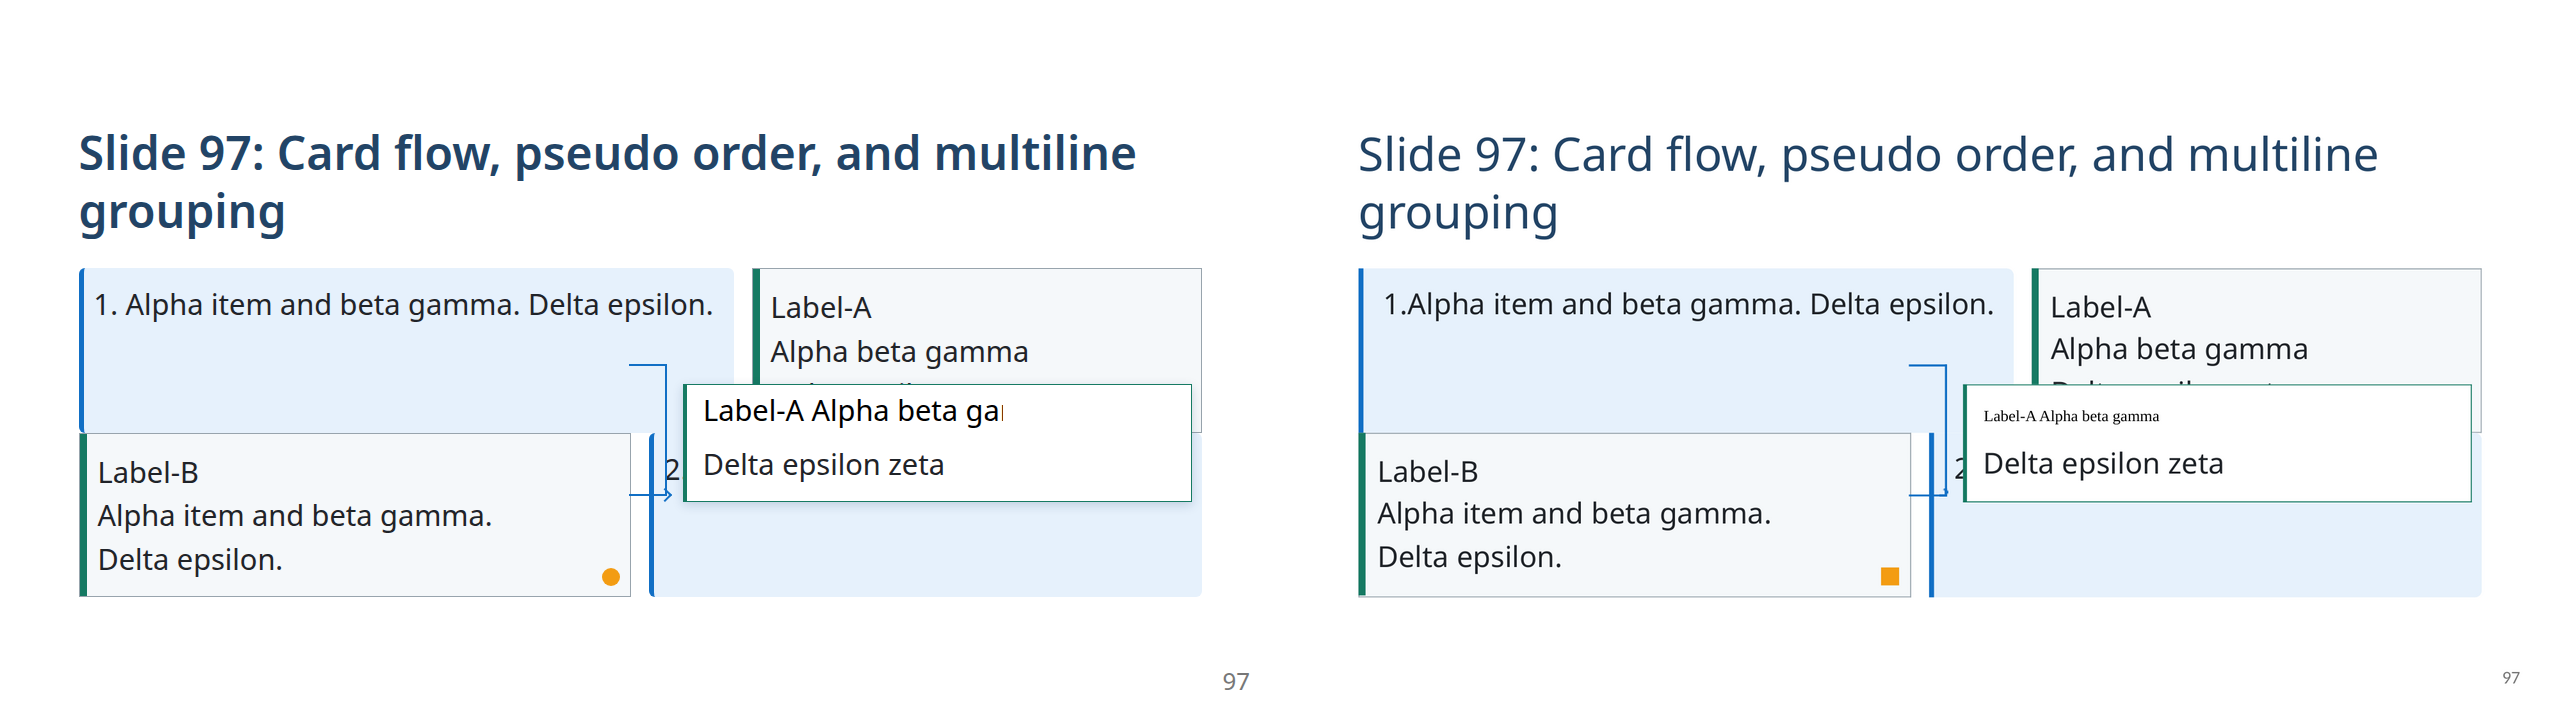 Slide 97: Card flow, pseudo order, and multiline
grouping
1. Alpha item and beta gamma. Delta epsilon.
Label-A
Alpha beta gamma
Label-A Alpha beta
Delta epsilon zeta
Label-B
Alpha item and beta gamma.
Delta epsilon.
2
97
Slide 97: Card flow, pseudo order, and multiline
grouping
1.Alpha item and beta gamma. Delta epsilon.
Label-A
Alpha beta gamma
Label-A Alpha beta gamma
Delta epsilon zeta
Label-B
Alpha item and beta gamma.
Delta epsilon.
97